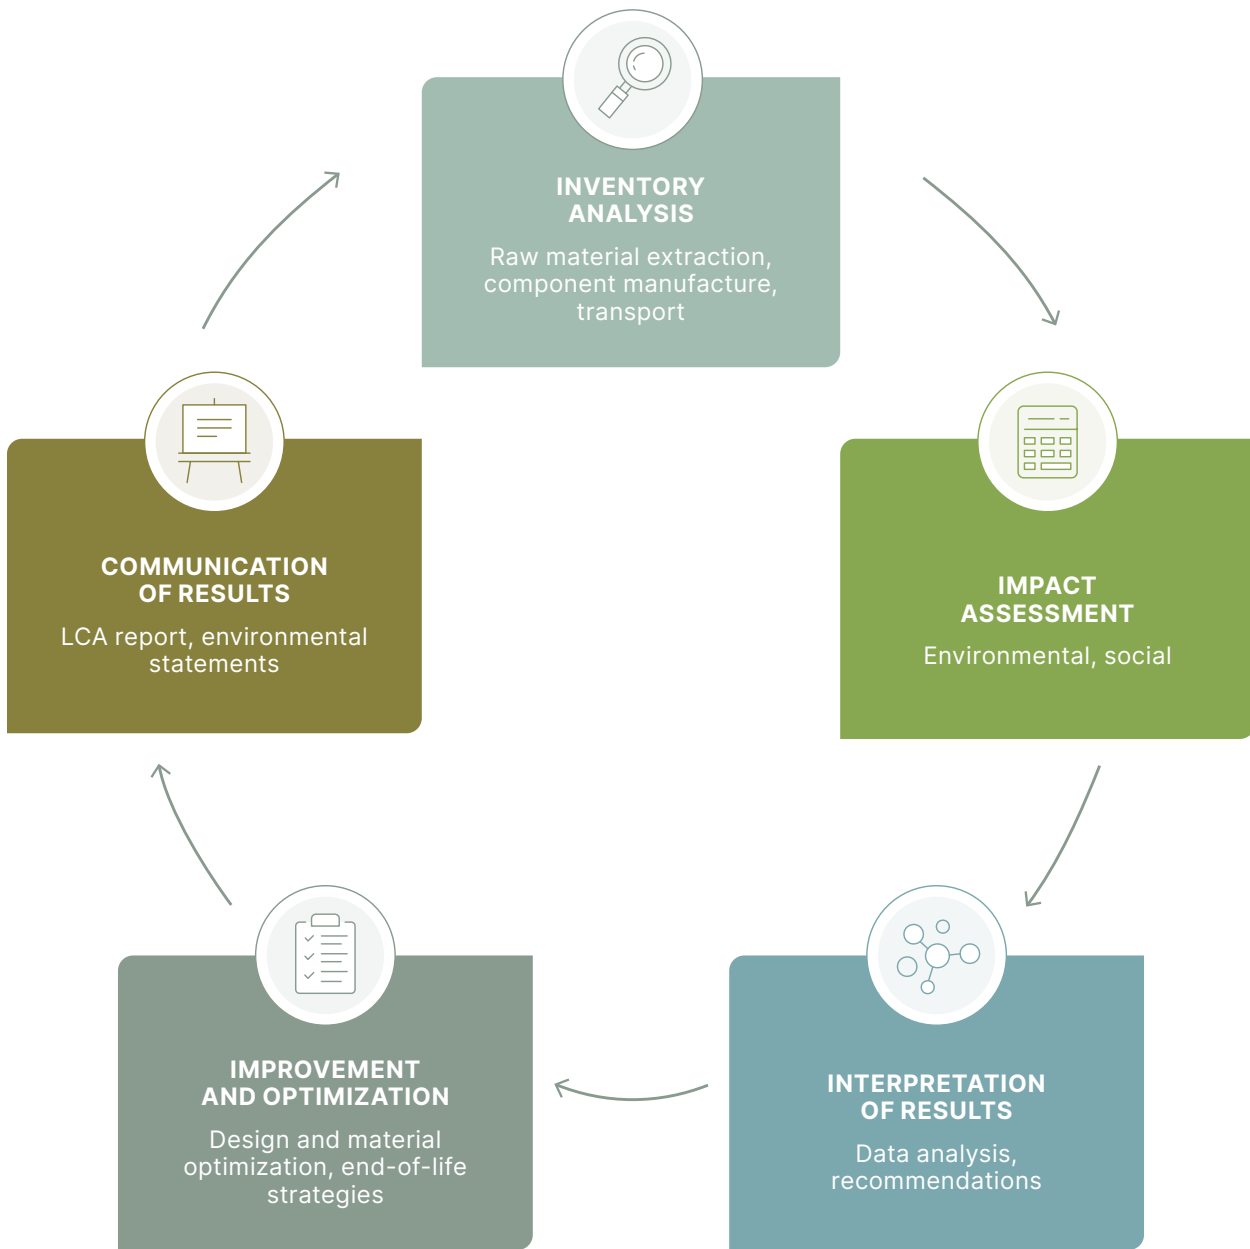 INVENTORY
ANALYSIS
Raw material extraction,
component manufacture,
transport
IMPACT
ASSESSMENT
Environmental, social
INTERPRETATION
OF RESULTS
Data analysis,
recommendations
IMPROVEMENT
AND OPTIMIZATION
Design and material
optimization, end-of-life
strategies
COMMUNICATION
OF RESULTS
LCA report, environmental
statements